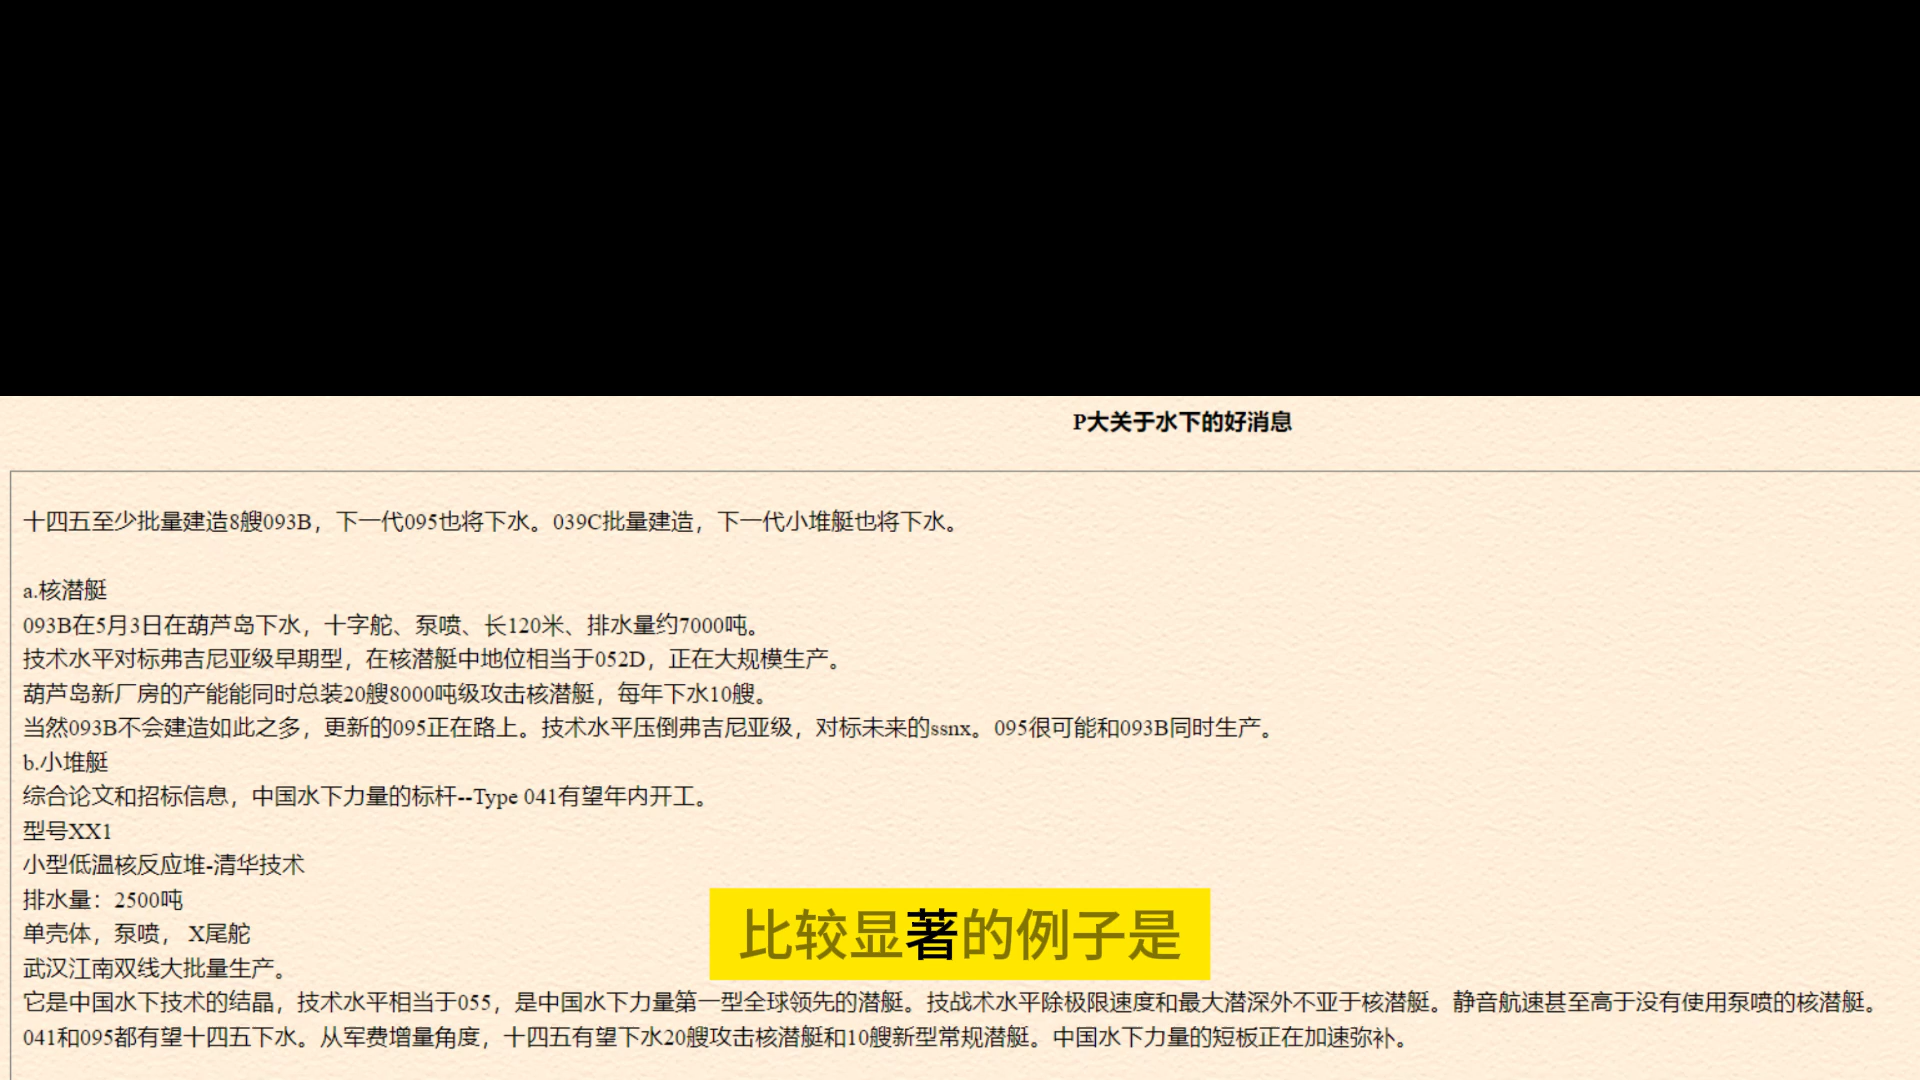 P大关于水下的好消息
十四五至少批量建造8艘093B，下一代095也将下水。039C批量建造，下一代小堆艇也将下水。
a.核潜艇
093B在5月3日在葫芦岛下水，十字舵、泵喷、长120米、排水量约7000吨。
技术水平对标弗吉尼亚级早期型，在核潜艇中地位相当于052D，正在大规模生产。
葫芦岛新厂房的产能能同时总装20艘8000吨级攻击核潜艇，每年下水10艘。
当然093B不会建造如此之多，更新的095正在路上。技术水平压倒弗吉尼亚级，对标未来的ssnx。095很可能和093B同时生产。
b.小堆艇
综合论文和招标信息，中国水下力量的标杆--Type 041有望年内开工。
型号XX1
小型低温核反应堆-清华技术
排水量：2500吨
单壳体，泵喷， X尾舵
比较显著的例子是
武汉江南双线大批量生产。
它是中国水下技术的结晶，技术水平相当于055，是中国水下力量第一型全球领先的潜艇。技战术水平除极限速度和最大潜深外不亚于核潜艇。静音航速甚至高于没有使用泵喷的核潜艇。
041和095都有望十四五下水。从军费增量角度，十四五有望下水20艘攻击核潜艇和10艘新型常规潜艇。中国水下力量的短板正在加速弥补。